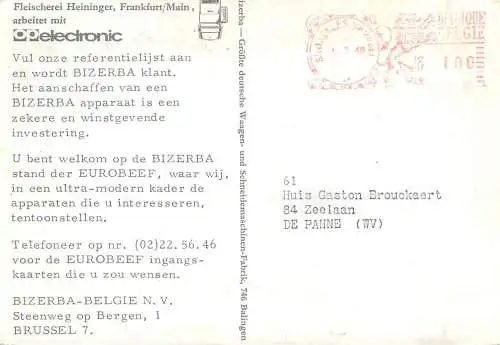 Fleischerei Heininger, Frankfurt/Main,
arbeitet mit
electronic
Vul onze referentielijst aan
en wordt BIZERBA klant.
Het aanschaffen van een
BIZERBA apparaat is een
zekere en winstgevende
investering.
U bent welkom op de BIZERBA
stand der EUROBEEF, waar wij,
in een ultra-modern kader de
apparaten die u interesseren,
tentoonstellen.
Telefoneer op nr. (02)22.56.46
voor de EUROBEEF ingangs-
kaarten die u zou wensen.
BIZERBA-BELGIE N.V.
Steenweg op Bergen, 1
BRUSSEL 7.
Bizerba — Größte deutsche Waagen- und Schneidemaschinen-Fabrik, 746 Balingen
BELGIQUE
BELGIE
61
Huis Gaston Brouckaert
84 Zeelaan
DE PANNE (WV)